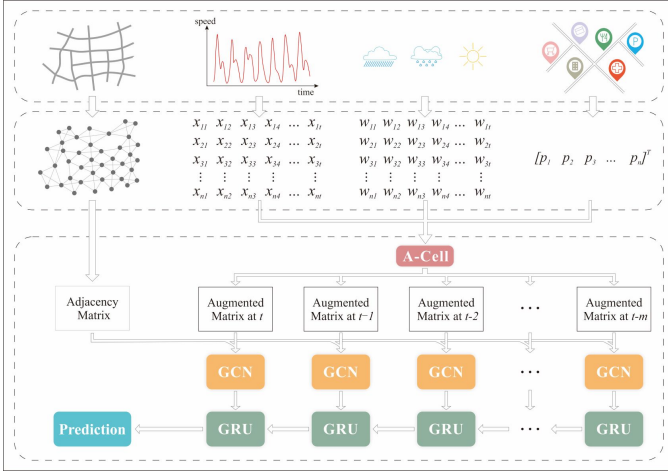 speed
time
P
x11 x12 x13 x14 ... x1t
x21 x22 x23 x24 ... x2t
x31 x32 x33 x34 ... x3t
⋮ ⋮ ⋮ ⋮ ⋮
xn1 xn2 xn3 xn4 ... xnt
w11 w12 w13 w14 ... w1t
w21 w22 w23 w24 ... w2t
w31 w32 w33 w34 ... w3t
⋮ ⋮ ⋮ ⋮ ⋮
wn1 wn2 wn3 wn4 ... wnt
[p1 p2 p3 ... pn]T
A-Cell
Adjacency
Matrix
Augmented
Matrix at t
Augmented
Matrix at t-1
Augmented
Matrix at t-2
...
Augmented
Matrix at t-m
GCN
GCN
GCN
...
GCN
Prediction
GRU
GRU
GRU
...
GRU